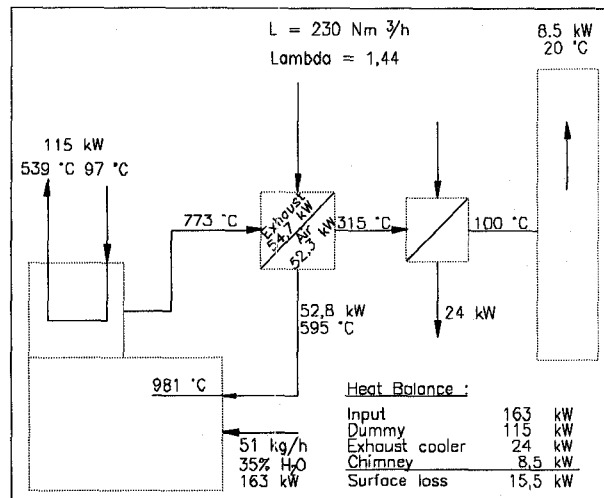 L = 230 Nm³/h
Lambda = 1,44
8.5 kW
20 °C
115 kW
539 °C 97 °C
773 °C
Exhaust
54,7 kW
Air
52,3 kW
315 °C
100 °C
52,8 kW
595 °C
24 kW
981 °C
51 kg/h
35% H₂O
163 kW
Heat Balance :
Input 163 kW
Dummy 115 kW
Exhaust cooler 24 kW
Chimney 8,5 kW
Surface loss 15,5 kW